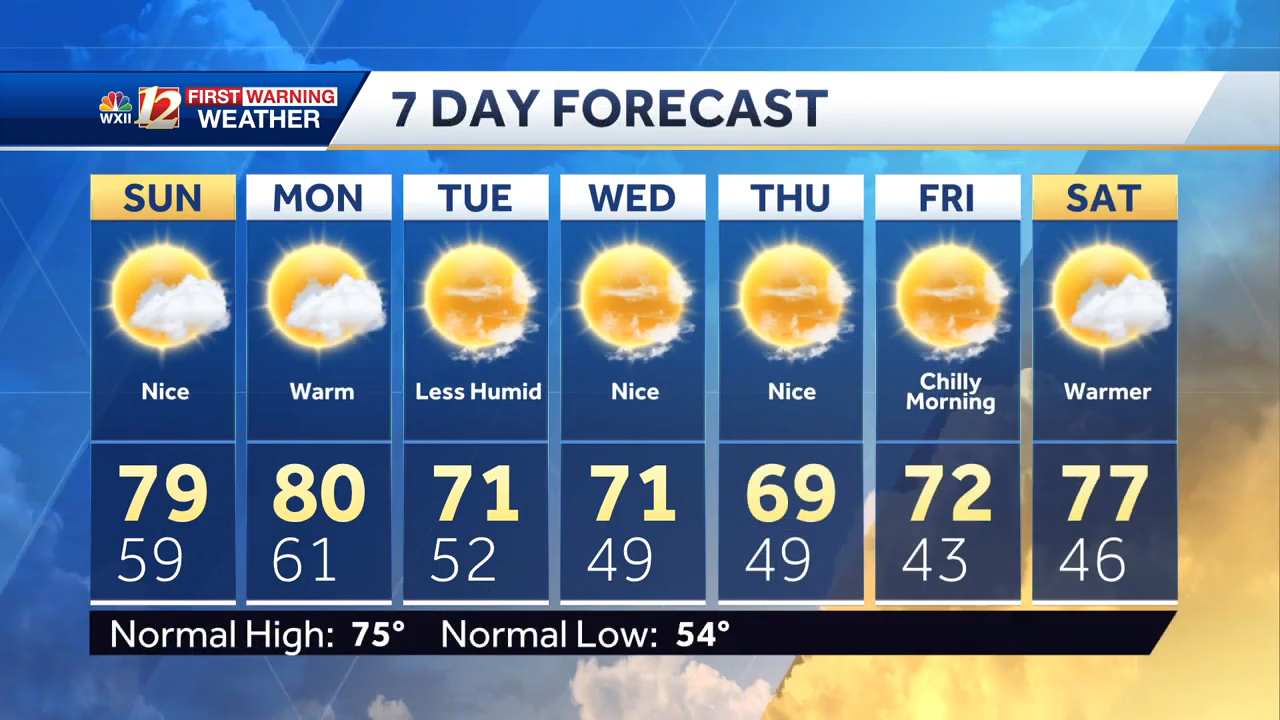 WXII 12 FIRST WARNING
WEATHER
7 DAY FORECAST
SUN MON TUE WED THU FRI SAT
Nice Warm Less Humid Nice Nice Chilly Morning Warmer
79 80 71 71 69 72 77
59 61 52 49 49 43 46
Normal High: 75° Normal Low: 54°